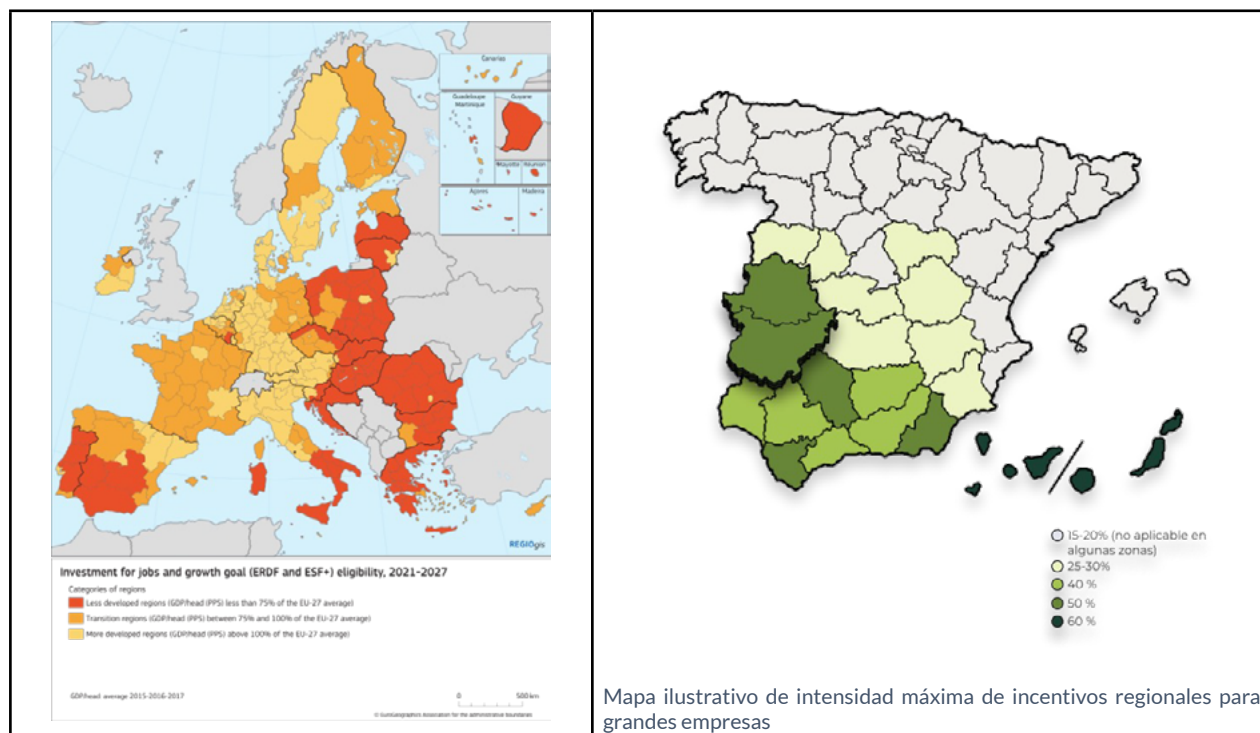 Canarias
Guadeloupe
Martinique
Guyane
Mayotte
Réunion
Açores
Madeira
REGIOgis
Investment for jobs and growth goal (ERDF and ESF+) eligibility, 2021-2027
Categories of regions
Less developed regions (GDP/head (PPS) less than 75% of the EU-27 average)
Transition regions (GDP/head (PPS) between 75% and 100% of the EU-27 average)
More developed regions (GDP/head (PPS) above 100% of the EU-27 average)
GDP/head: average 2015-2016-2017
0 500 km
© EuroGeographics Association for the administrative boundaries
15-20% (no aplicable en
algunas zonas)
25-30%
40 %
50 %
60 %
Mapa ilustrativo de intensidad máxima de incentivos regionales para
grandes empresas